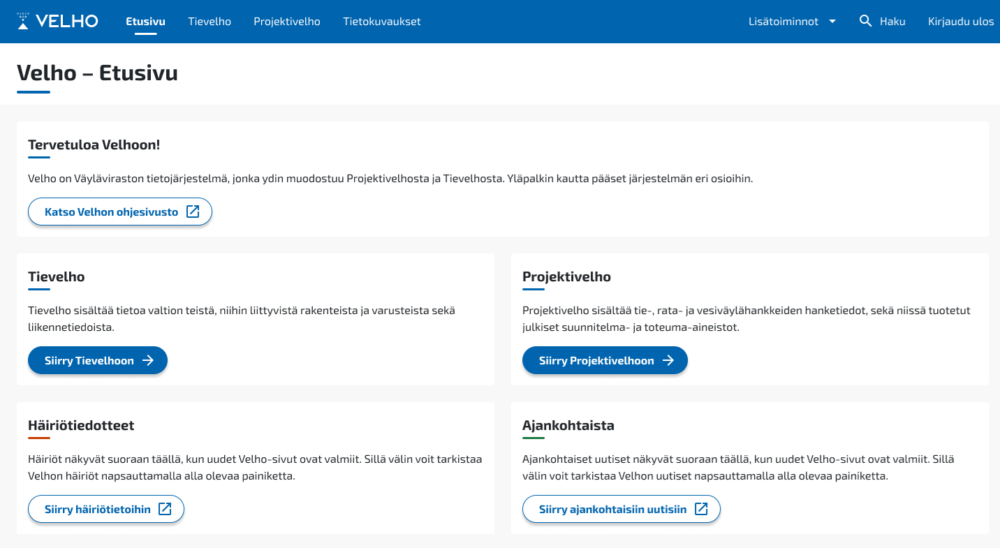 VELHO
Etusivu
Tievelho
Projektivelho
Tietokuvaukset
Lisätoiminnot
Haku
Kirjaudu ulos
Velho – Etusivu
Tervetuloa Velhoon!
Velho on Väyläviraston tietojärjestelmä, jonka ydin muodostuu Projektivelhosta ja Tievelhosta. Yläpalkin kautta pääset järjestelmän eri osioihin.
Katso Velhon ohjesivusto
Tievelho
Tievelho sisältää tietoa valtion teistä, niihin liittyvistä rakenteista ja varusteista sekä
liikennetiedoista.
Siirry Tievelhoon
Projektivelho
Projektivelho sisältää tie-, rata- ja vesiväylähankkeiden hanketiedot, sekä niissä tuotetut
julkiset suunnitelma- ja toteuma-aineistot.
Siirry Projektivelhoon
Häiriötiedotteet
Häiriöt näkyvät suoraan täällä, kun uudet Velho-sivut ovat valmiit. Sillä välin voit tarkistaa
Velhon häiriöt napsauttamalla alla olevaa painiketta.
Siirry häiriötietoihin
Ajankohtaista
Ajankohtaiset uutiset näkyvät suoraan täällä, kun uudet Velho-sivut ovat valmiit. Sillä
välin voit tarkistaa Velhon uutiset napsauttamalla alla olevaa painiketta.
Siirry ajankohtaisiin uutisiin